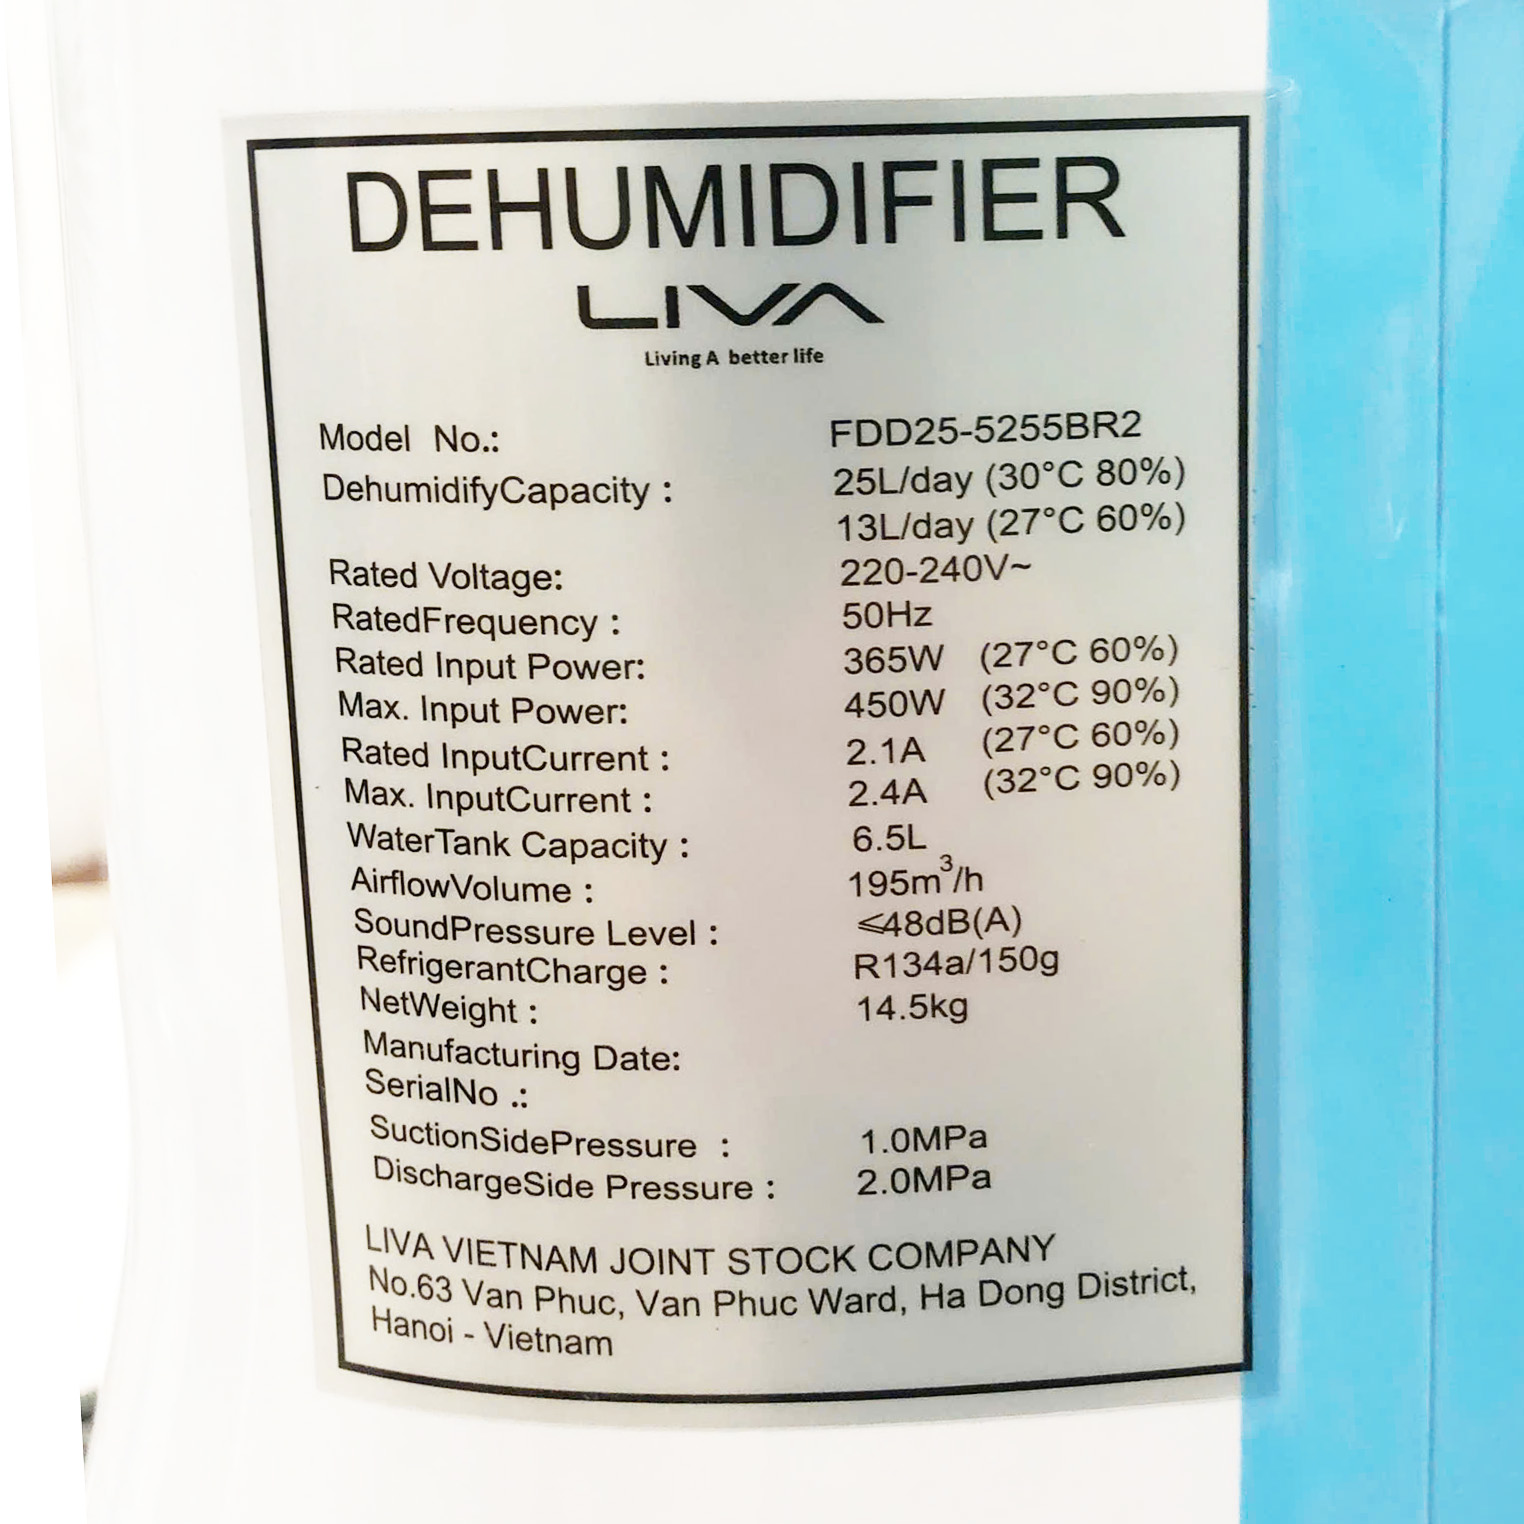 DEHUMIDIFIER
LIVA
Living A better life
Model No.: FDD25-5255BR2
DehumidifyCapacity : 25L/day (30°C 80%)
13L/day (27°C 60%)
Rated Voltage: 220-240V~
RatedFrequency : 50Hz
Rated Input Power: 365W (27°C 60%)
Max. Input Power: 450W (32°C 90%)
Rated InputCurrent : 2.1A (27°C 60%)
Max. InputCurrent : 2.4A (32°C 90%)
WaterTank Capacity : 6.5L
AirflowVolume : 195m³/h
SoundPressure Level : ≤48dB(A)
RefrigerantCharge : R134a/150g
NetWeight : 14.5kg
Manufacturing Date:
SerialNo .:
SuctionSidePressure : 1.0MPa
DischargeSide Pressure : 2.0MPa
LIVA VIETNAM JOINT STOCK COMPANY
No.63 Van Phuc, Van Phuc Ward, Ha Dong District,
Hanoi - Vietnam